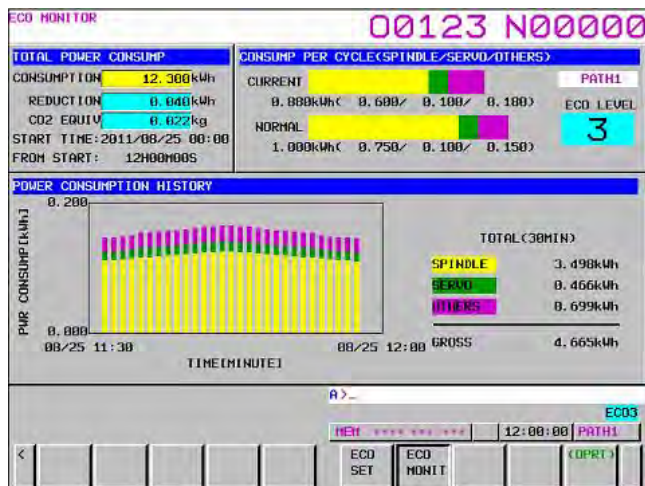 ECO MONITOR
O0123 N00000
TOTAL POWER CONSUMP
CONSUMPTION 12.300kWh
REDUCTION 0.040kWh
CO2 EQUIV 0.022kg
START TIME:2011/08/25 00:00
FROM START: 12H00M00S
CONSUMP PER CYCLE(SPINDLE/SERVO/OTHERS)
CURRENT
0.880kWh( 0.600/ 0.100/ 0.180)
NORMAL
1.000kWh( 0.750/ 0.100/ 0.150)
PATH1
ECO LEVEL
3
POWER CONSUMPTION HISTORY
PWR CONSUMP[kWh]
0.200
0.000
08/25 11:30
08/25 12:00
TIME[MINUTE]
TOTAL(30MIN)
SPINDLE 3.498kWh
SERVO 0.466kWh
OTHERS 0.699kWh
GROSS 4.665kWh
A>_
ECO3
MEM **** *** *** 12:00:00 PATH1
< ECO SET ECO MONIT (OPRT)